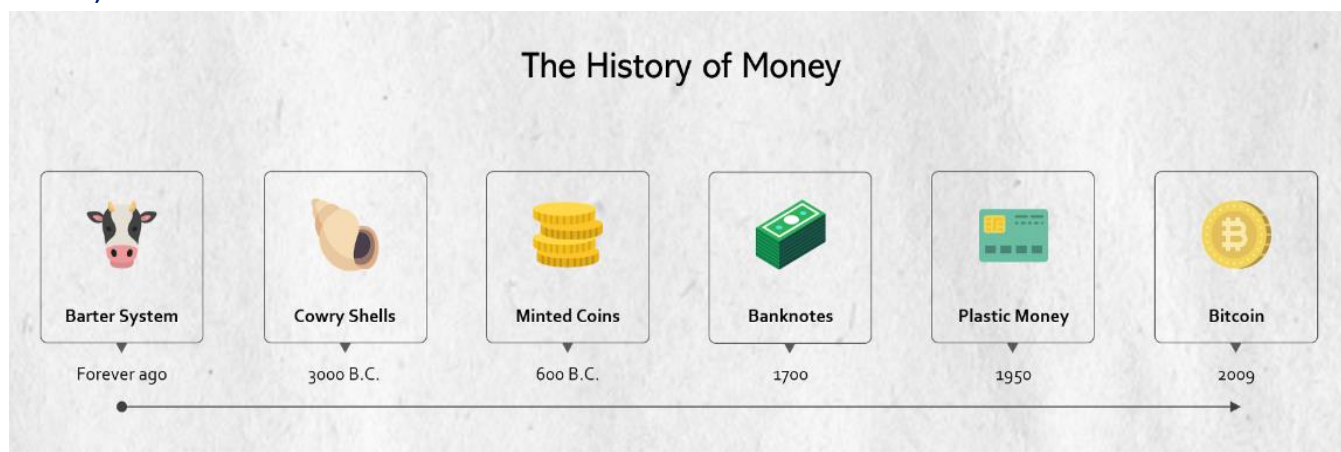 The History of Money
Barter System
Cowry Shells
Minted Coins
Banknotes
Plastic Money
Bitcoin
Forever ago
3000 B.C.
600 B.C.
1700
1950
2009